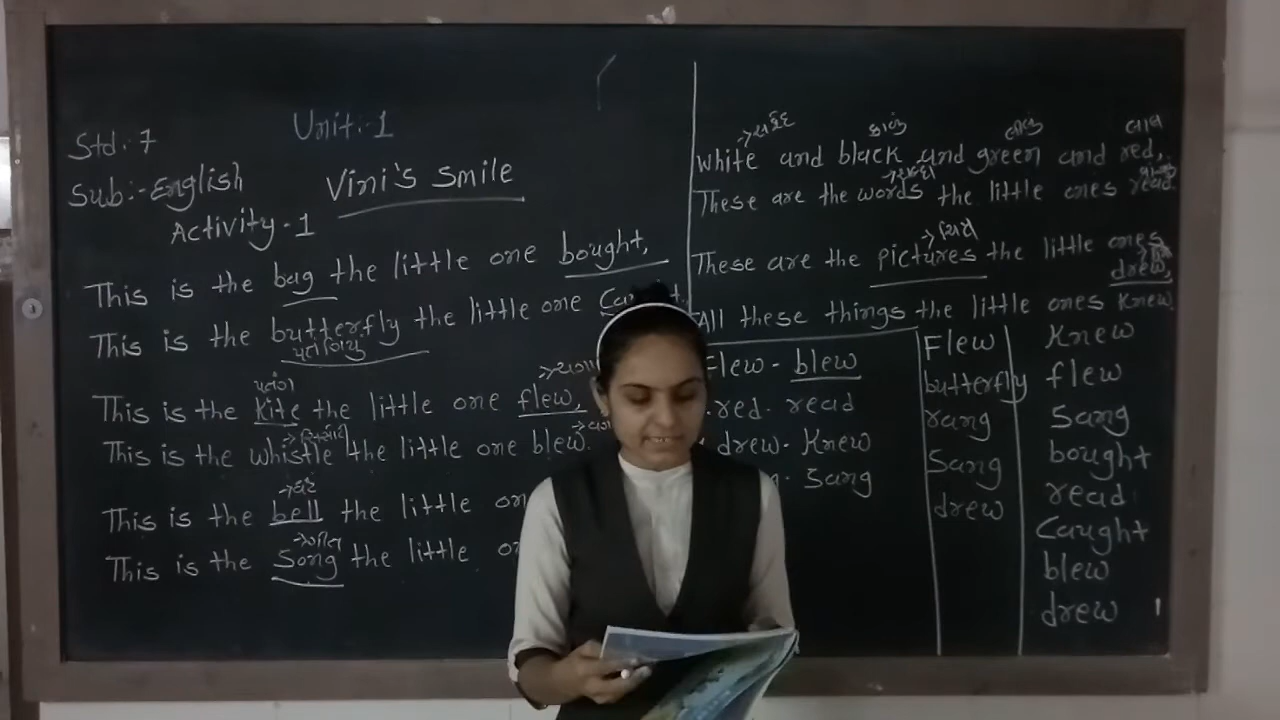 Std:-7
Unit:-1
Sub:-English
Vini's smile
Activity-1
This is the bag the little one bought,
This is the butterfly the little one
પતંગિયુ
પતંગ
This is the kite the little one flew,
This is the whistle the little one blew.
This is the bell the little
This is the song the little
→સફેદ
white and black and green and red,
These are the words the little ones read.
These are the pictures the little ones
drew,
All these things the little ones knew.
Flew - blew
red. read
drew. Knew
Sang
Flew
butterfly
rang
Sang
drew
Knew
flew
Sang
bought
read
Caught
blew
drew